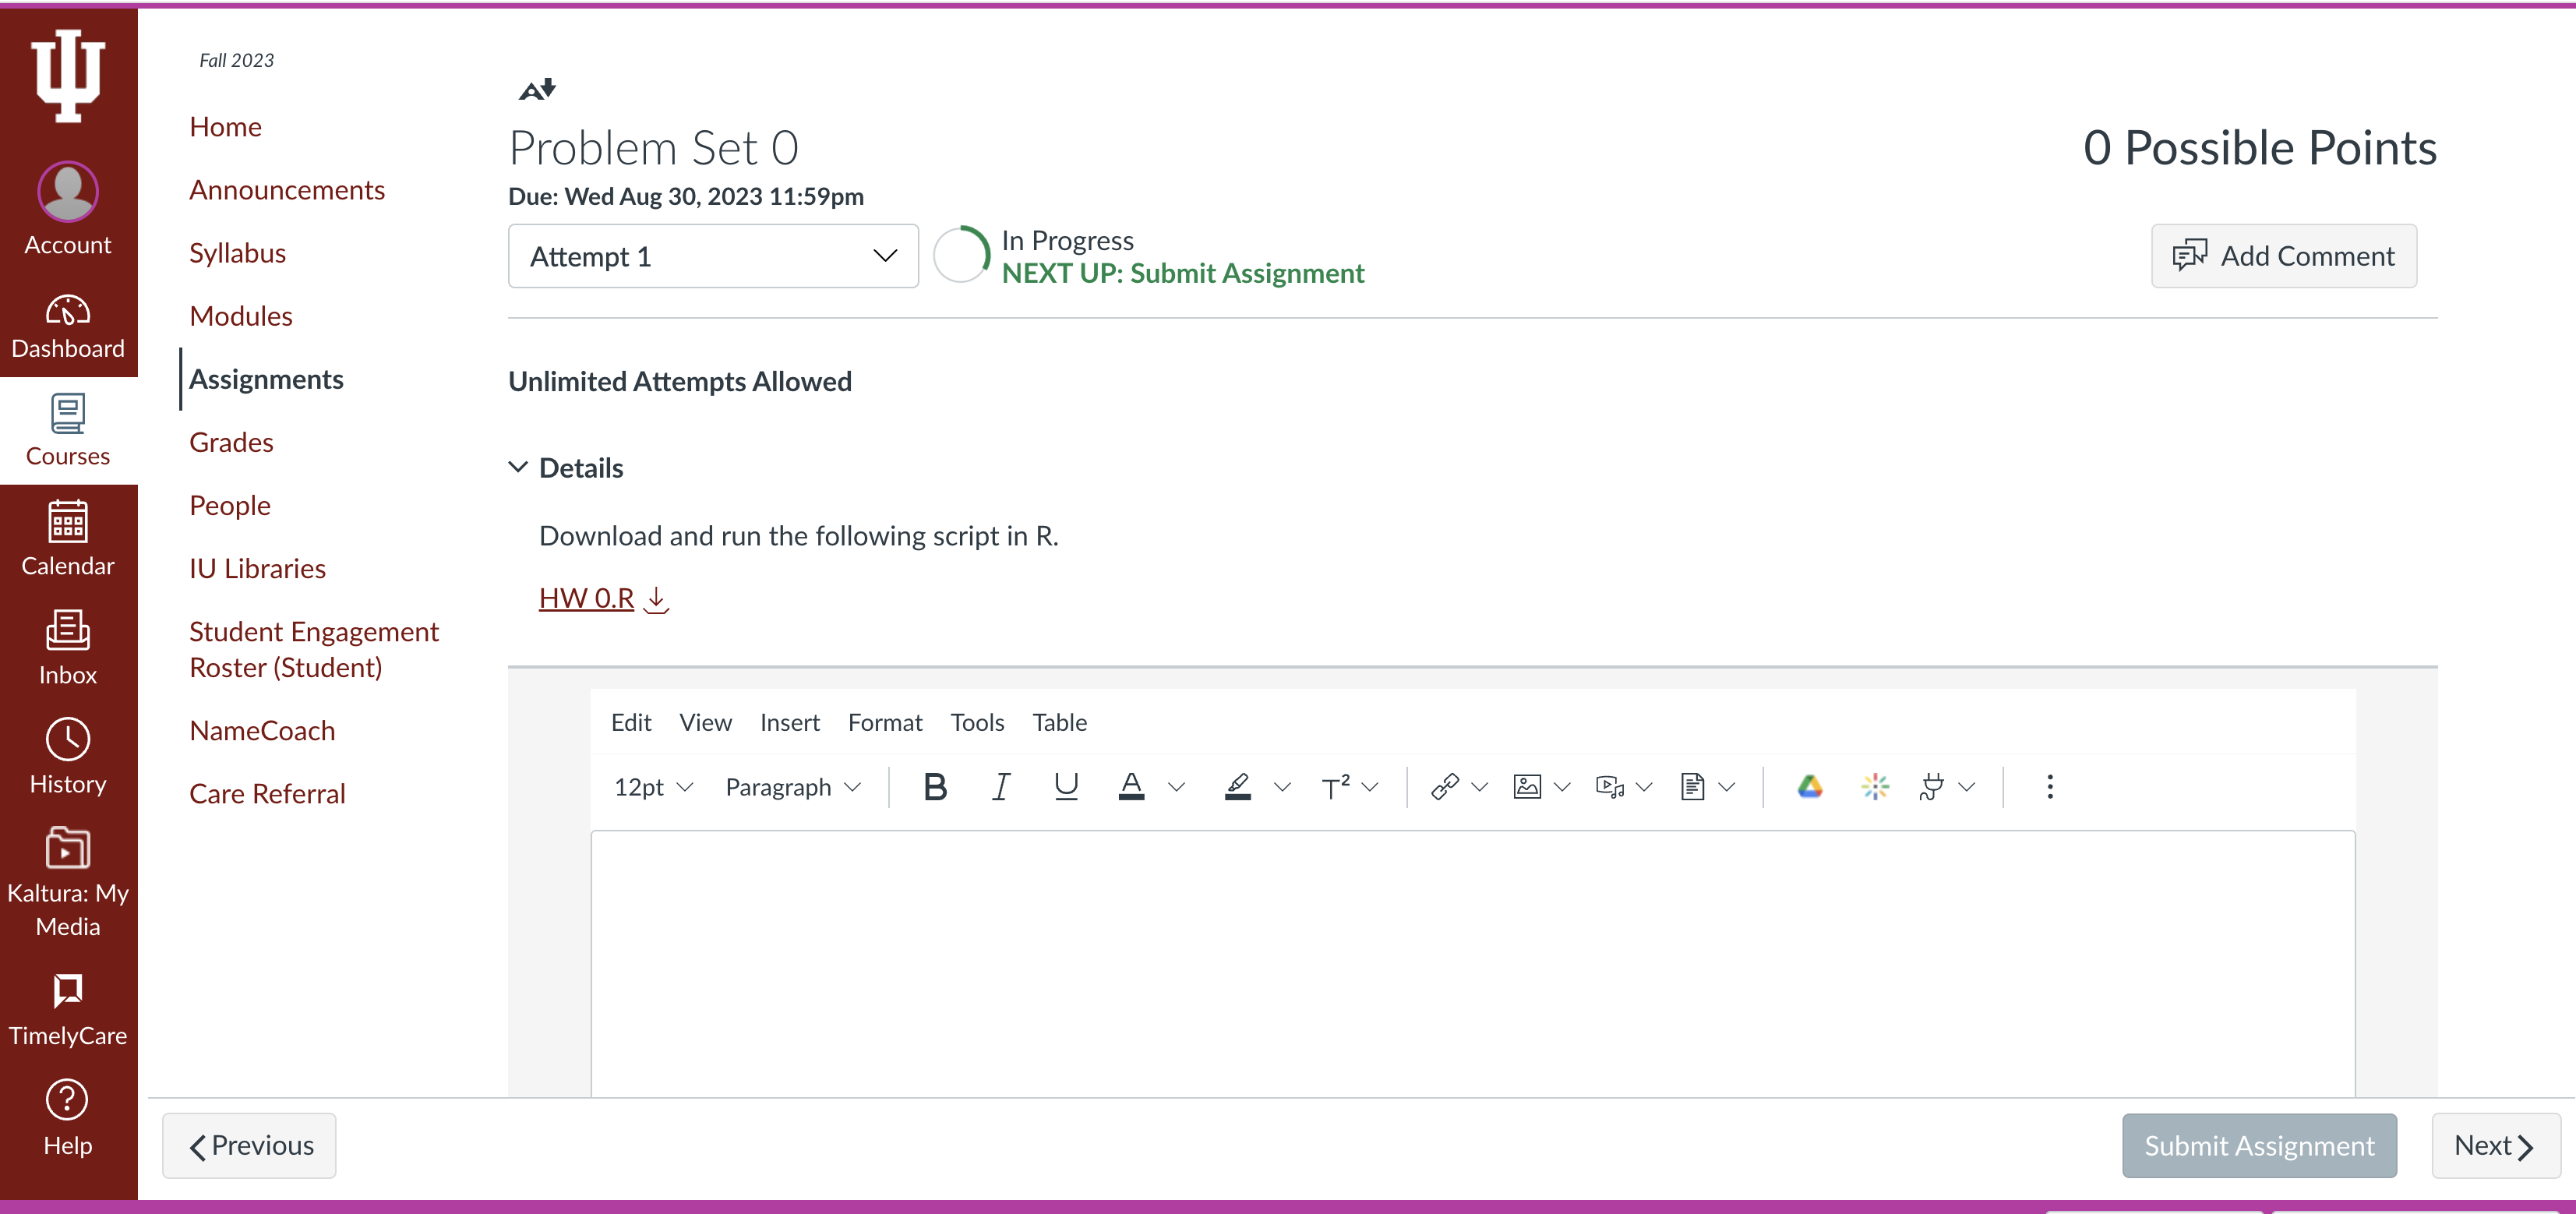 Account
Dashboard
Courses
Calendar
Inbox
History
Kaltura: My
Media
TimelyCare
Help
Fall 2023
Home
Announcements
Syllabus
Modules
Assignments
Grades
People
IU Libraries
Student Engagement
Roster (Student)
NameCoach
Care Referral
Problem Set 0
0 Possible Points
Due: Wed Aug 30, 2023 11:59pm
Attempt 1
In Progress
NEXT UP: Submit Assignment
Add Comment
Unlimited Attempts Allowed
Details
Download and run the following script in R.
HW 0.R
Edit View Insert Format Tools Table
12pt Paragraph B I U A T²
Previous
Submit Assignment
Next